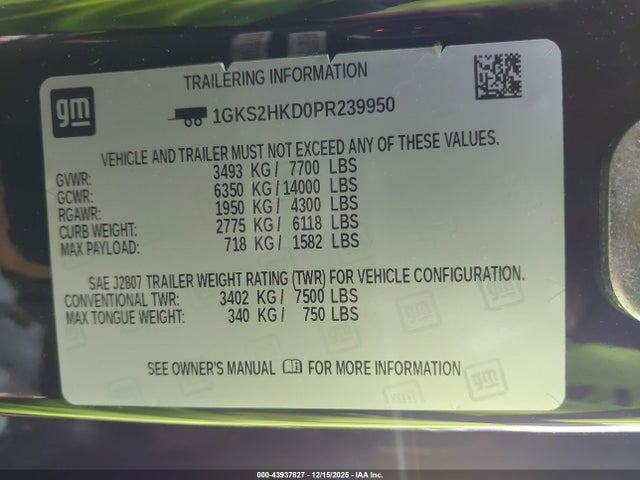 gm
TRAILERING INFORMATION
1GKS2HKD0PR239950
VEHICLE AND TRAILER MUST NOT EXCEED ANY OF THESE VALUES.
GVWR: 3493 KG / 7700 LBS
GCWR: 6350 KG / 14000 LBS
RGAWR: 1950 KG / 4300 LBS
CURB WEIGHT: 2775 KG / 6118 LBS
MAX PAYLOAD: 718 KG / 1582 LBS
SAE J2807 TRAILER WEIGHT RATING (TWR) FOR VEHICLE CONFIGURATION.
CONVENTIONAL TWR: 3402 KG / 7500 LBS
MAX TONGUE WEIGHT: 340 KG / 750 LBS
SEE OWNER'S MANUAL FOR MORE INFORMATION
gm
000-43937827 - 12/15/2025 - IAA Inc.